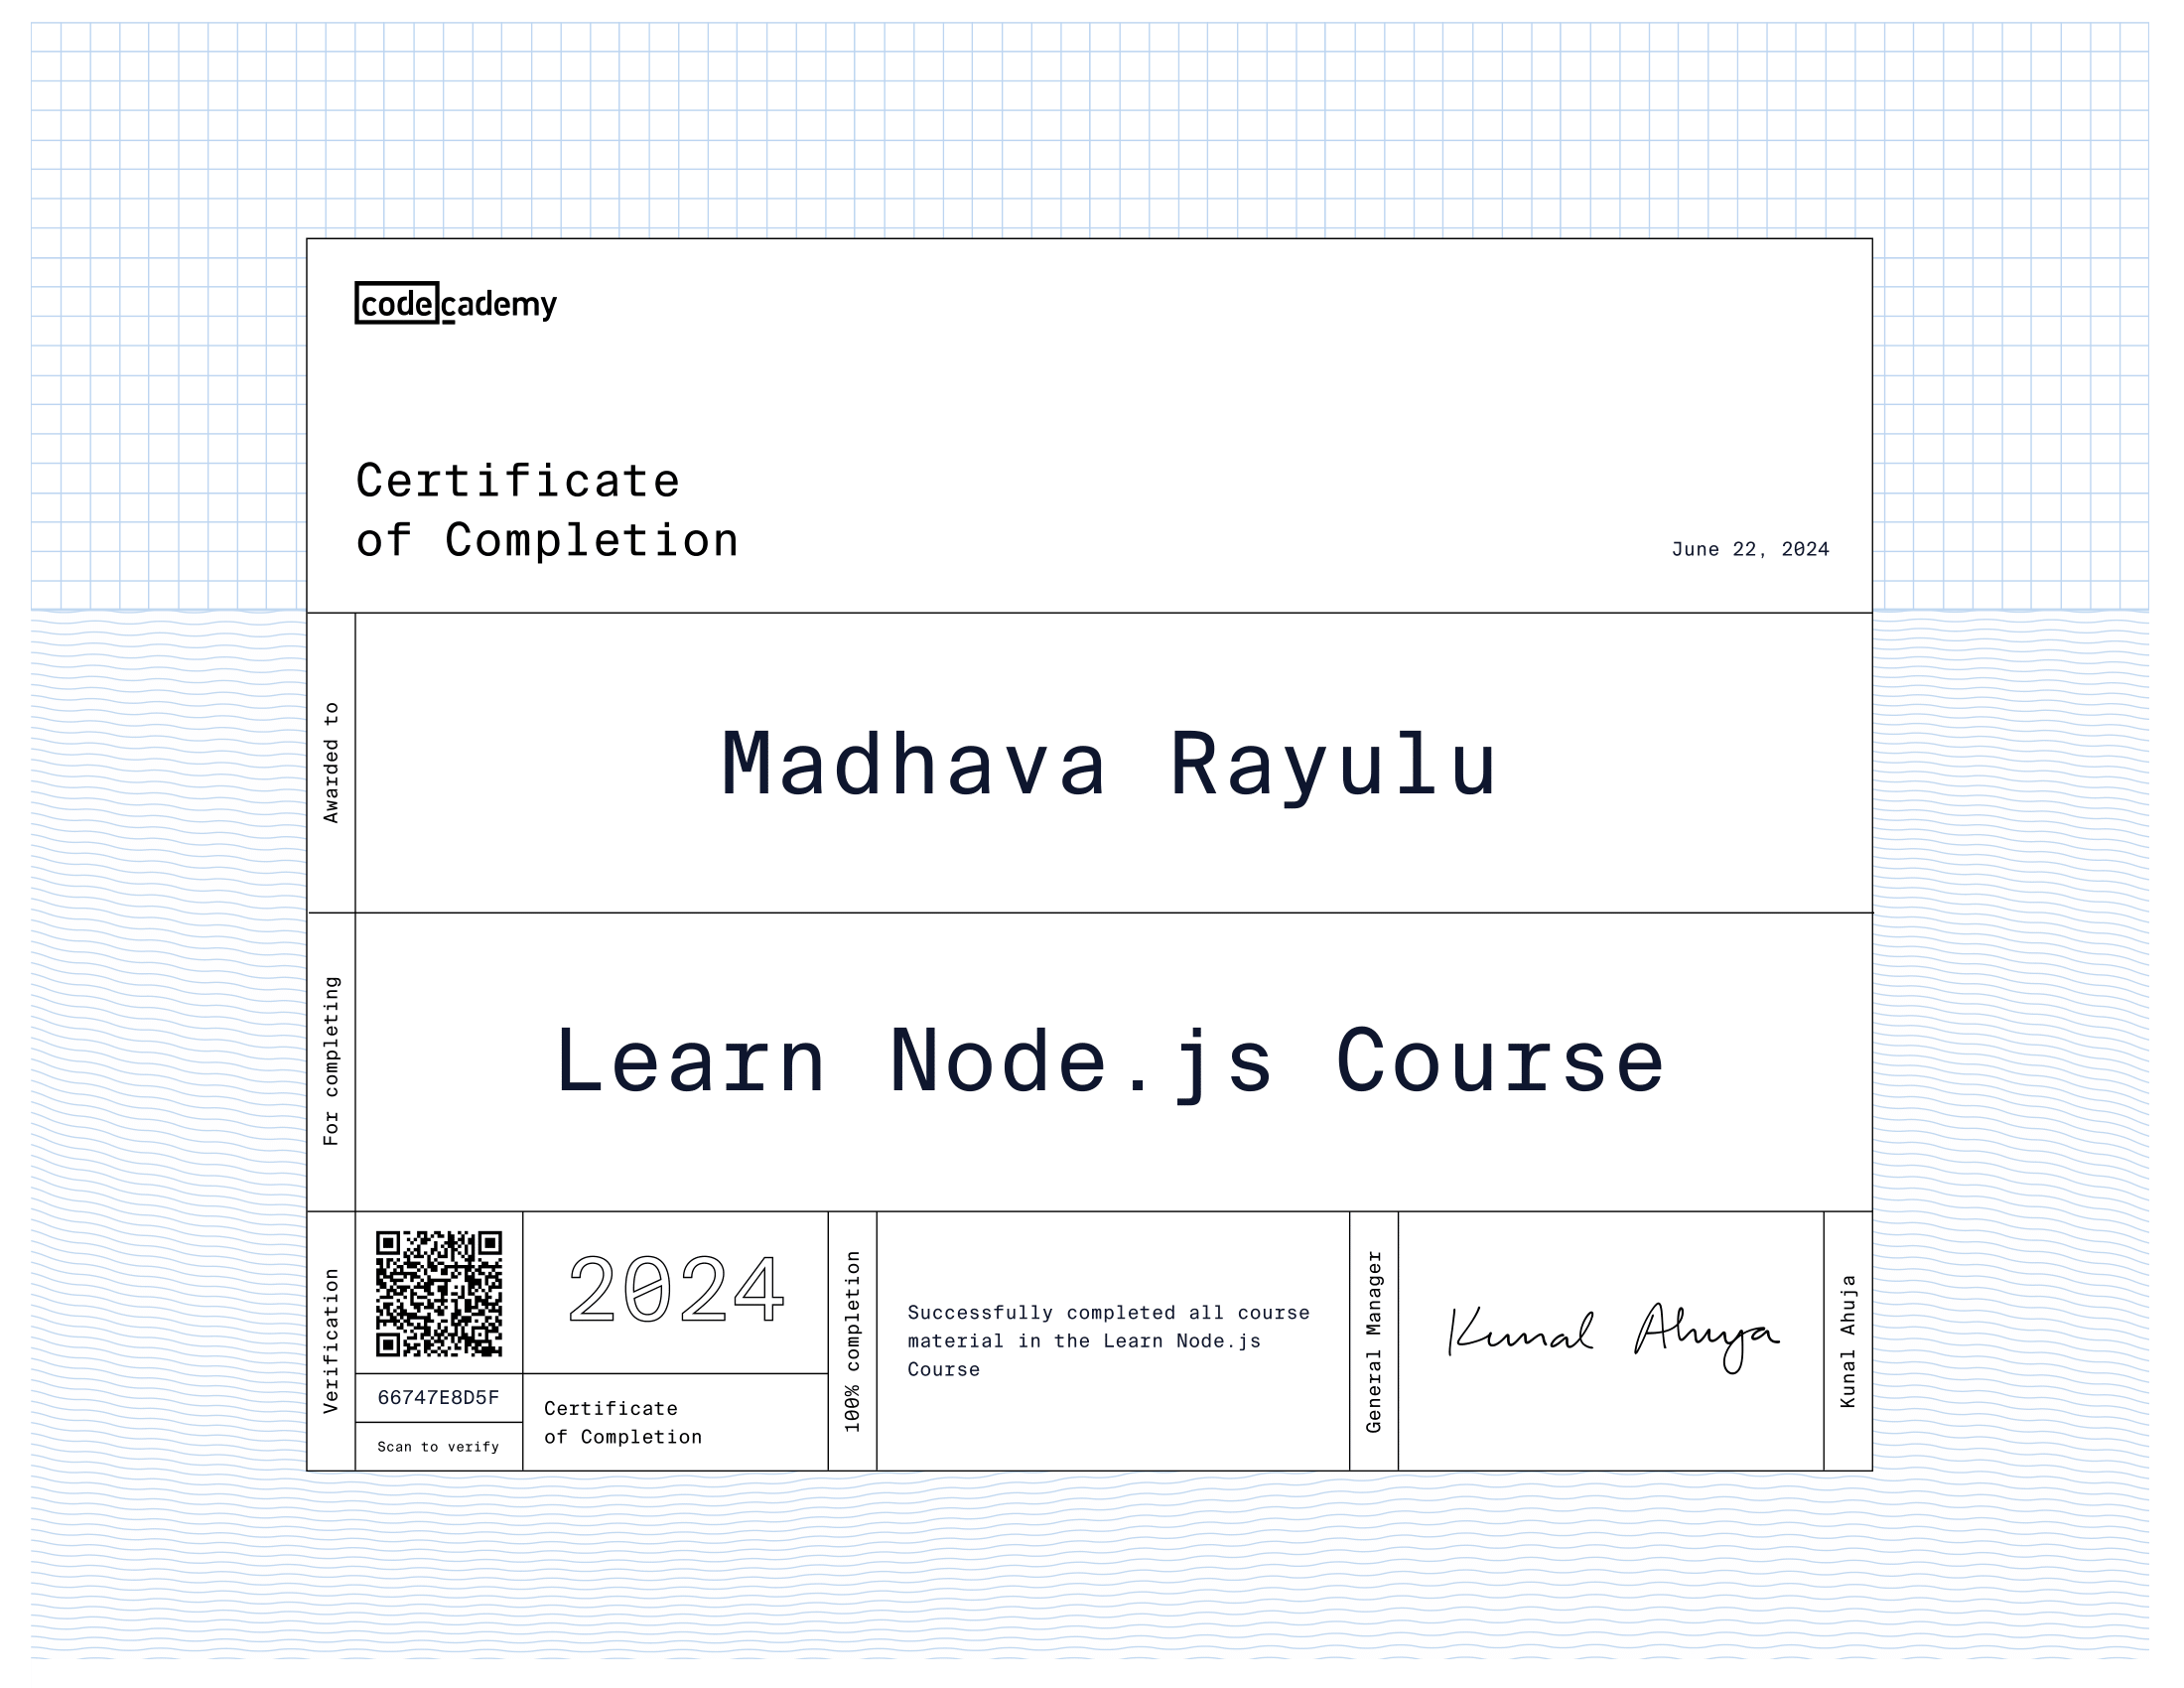 codecademy
Certificate
of Completion
June 22, 2024
Awarded to
Madhava Rayulu
For completing
Learn Node.js Course
Verification
66747E8D5F
Scan to verify
2024
Certificate
of Completion
100% completion
Successfully completed all course
material in the Learn Node.js
Course
General Manager
Kunal Ahuja
Kunal Ahuja